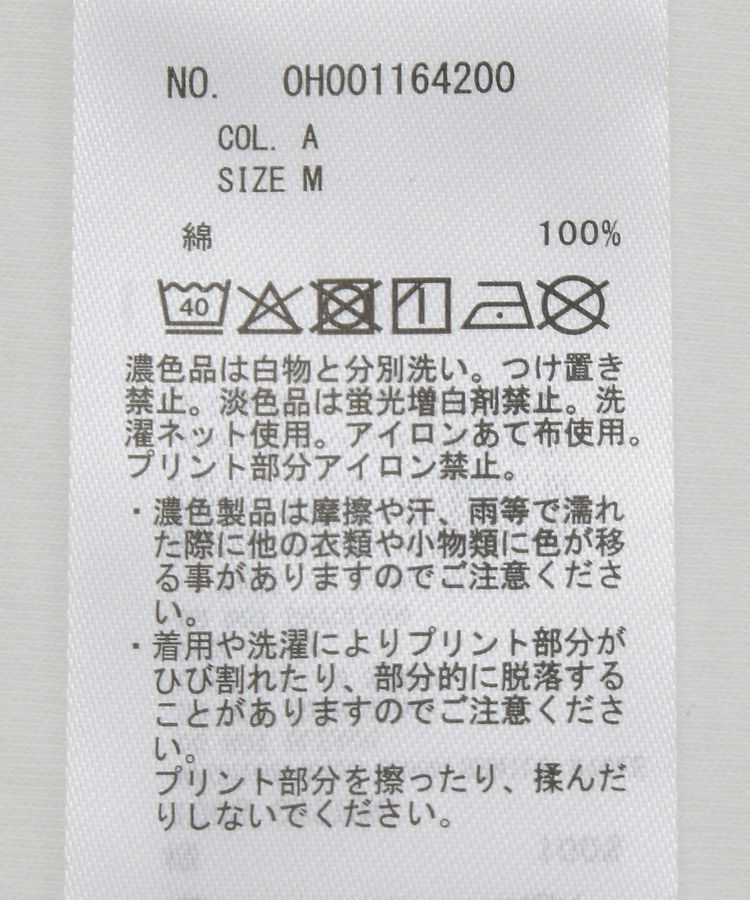 NO. OH001164200
COL. A
SIZE M
綿 100%
40
濃色品は白物と分別洗い。つけ置き
禁止。淡色品は蛍光増白剤禁止。洗
濯ネット使用。アイロンあて布使用。
プリント部分アイロン禁止。
・濃色製品は摩擦や汗、雨等で濡れ
た際に他の衣類や小物類に色が移
る事がありますのでご注意くださ
い。
・着用や洗濯によりプリント部分が
ひび割れたり、部分的に脱落する
ことがありますのでご注意くださ
い。
プリント部分を擦ったり、揉んだ
りしないでください。